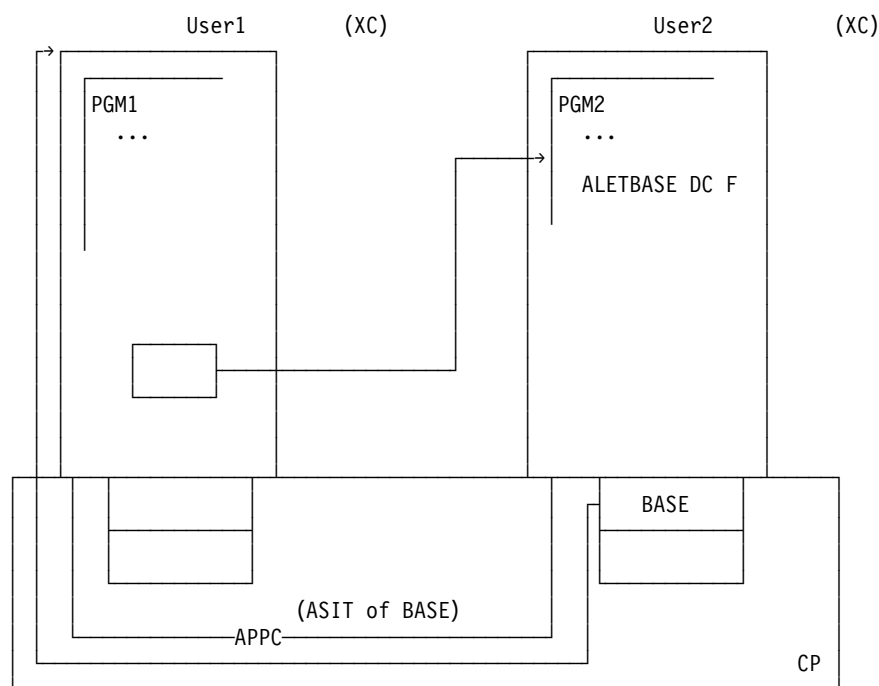 User1 (XC) User2 (XC)
PGM1 PGM2
... ...
ALETBASE DC F
BASE
(ASIT of BASE)
APPC
CP